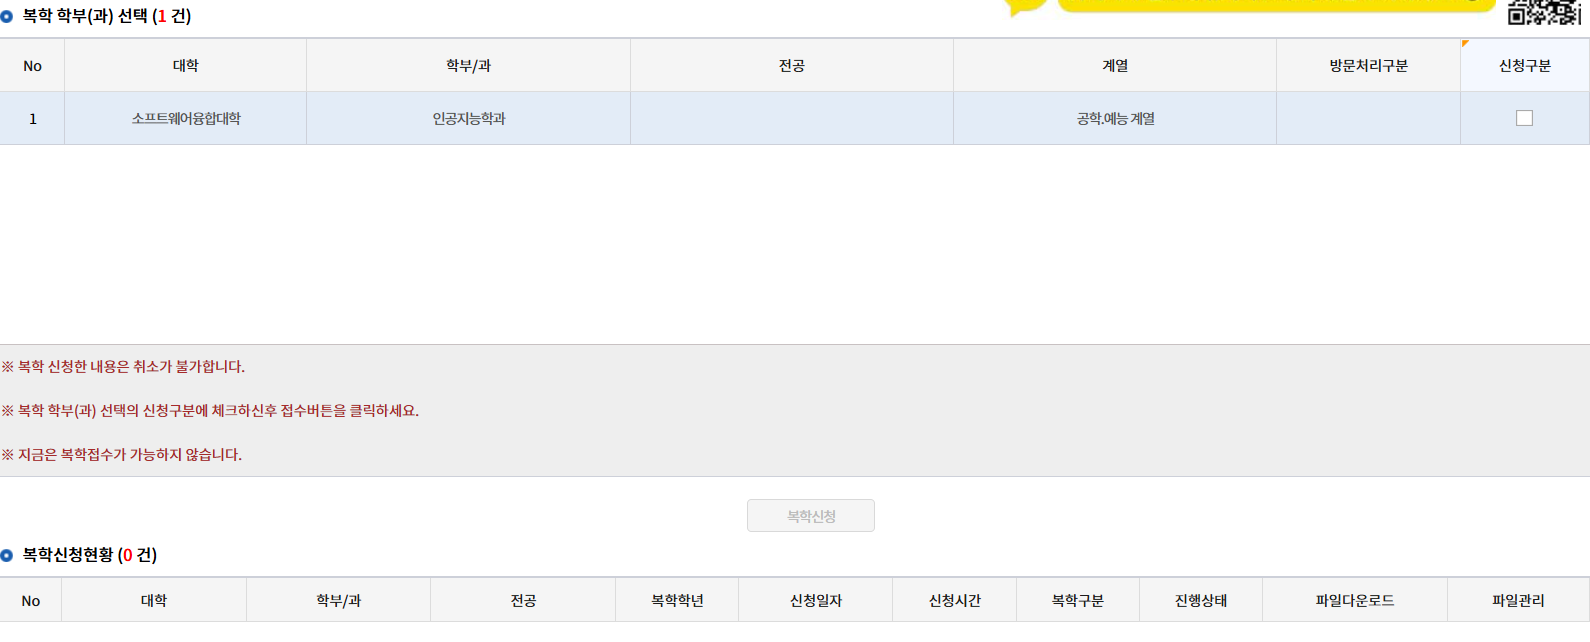 복학 학부(과) 선택 (1 건)
No 대학 학부/과 전공 계열 방문처리구분 신청구분
1 소프트웨어융합대학 인공지능학과 공학.예능 계열
※ 복학 신청한 내용은 취소가 불가합니다.
※ 복학 학부(과) 선택의 신청구분에 체크하신후 접수버튼을 클릭하세요.
※ 지금은 복학접수가 가능하지 않습니다.
복학신청
복학신청현황 (0 건)
No 대학 학부/과 전공 복학학년 신청일자 신청시간 복학구분 진행상태 파일다운로드 파일관리